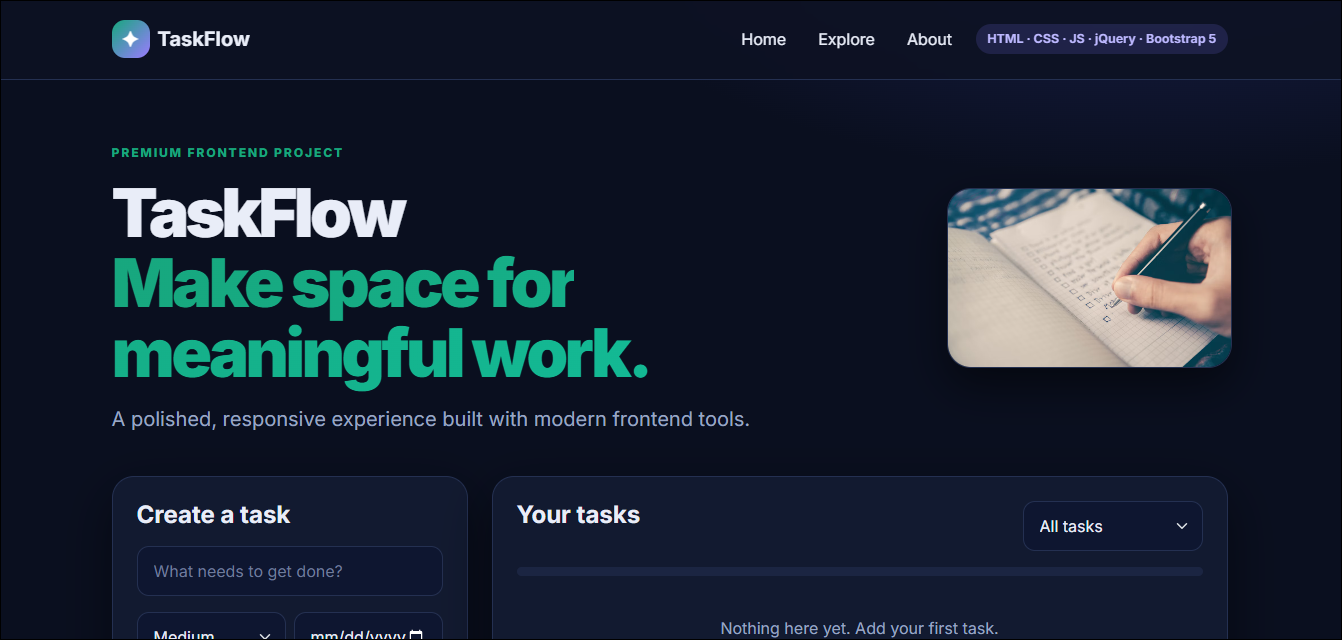 TaskFlow
Home
Explore
About
HTML · CSS · JS · jQuery · Bootstrap 5
PREMIUM FRONTEND PROJECT
TaskFlow
Make space for
meaningful work.
A polished, responsive experience built with modern frontend tools.
Create a task
What needs to get done?
Medium
mm/dd/yyyy
Your tasks
All tasks
Nothing here yet. Add your first task.